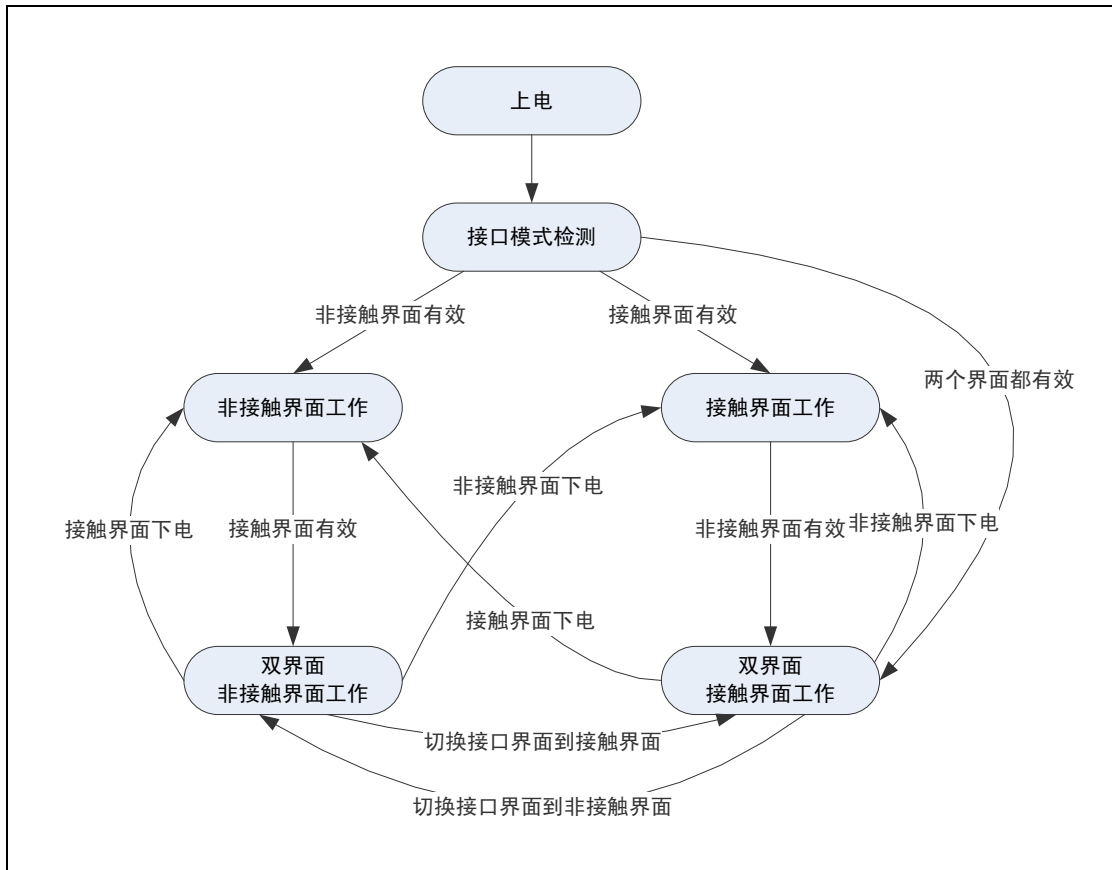 上电
接口模式检测
非接触界面有效
接触界面有效
两个界面都有效
非接触界面工作
接触界面工作
非接触界面下电
接触界面下电
接触界面有效
非接触界面有效
非接触界面下电
接触界面下电
双界面
非接触界面工作
双界面
接触界面工作
切换接口界面到接触界面
切换接口界面到非接触界面